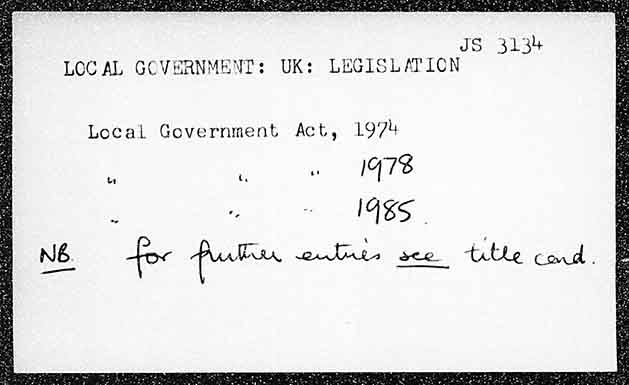 JS 3134
LOCAL GOVERNMENT: UK: LEGISLATION
Local Government Act, 1974
" " " 1978
" " " 1985
NB. for further entries see title card.